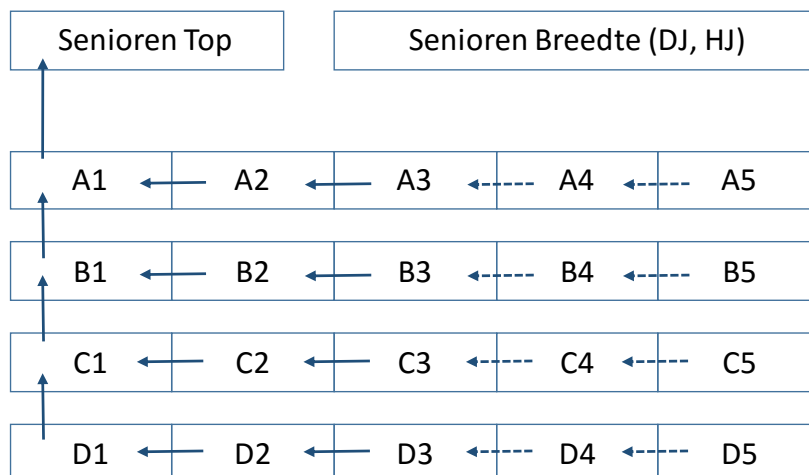 Senioren Top Senioren Breedte (DJ, HJ)
A1 A2 A3 A4 A5
B1 B2 B3 B4 B5
C1 C2 C3 C4 C5
D1 D2 D3 D4 D5